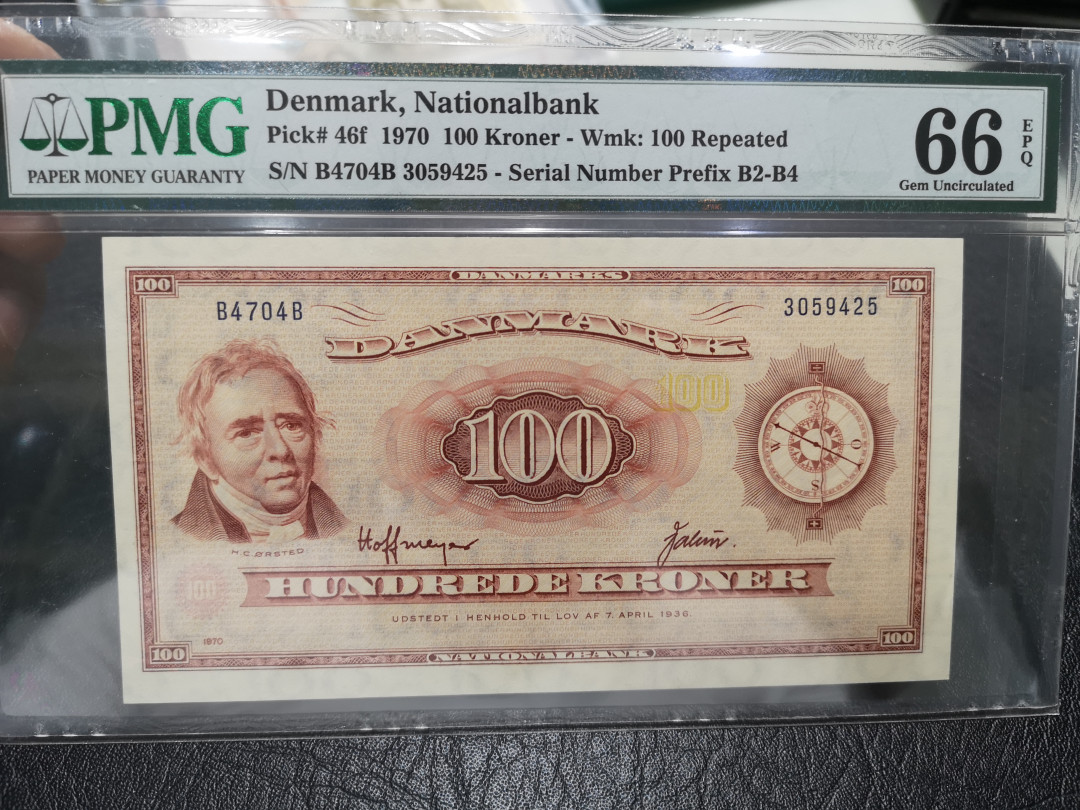 PMG
PAPER MONEY GUARANTY
Denmark, Nationalbank
Pick# 46f 1970 100 Kroner - Wmk: 100 Repeated
S/N B4704B 3059425 - Serial Number Prefix B2-B4
66 EPQ
Gem Uncirculated
DANMARKS
100 100
B4704B 3059425
DANMARK
100
100
W O
S
H.C.ØRSTED
Hoffmeyer Jalim.
100
HUNDREDE KRONER
UDSTEDT I HENHOLD TIL LOV AF 7. APRIL 1936.
1970
100 100
NATIONALBANK